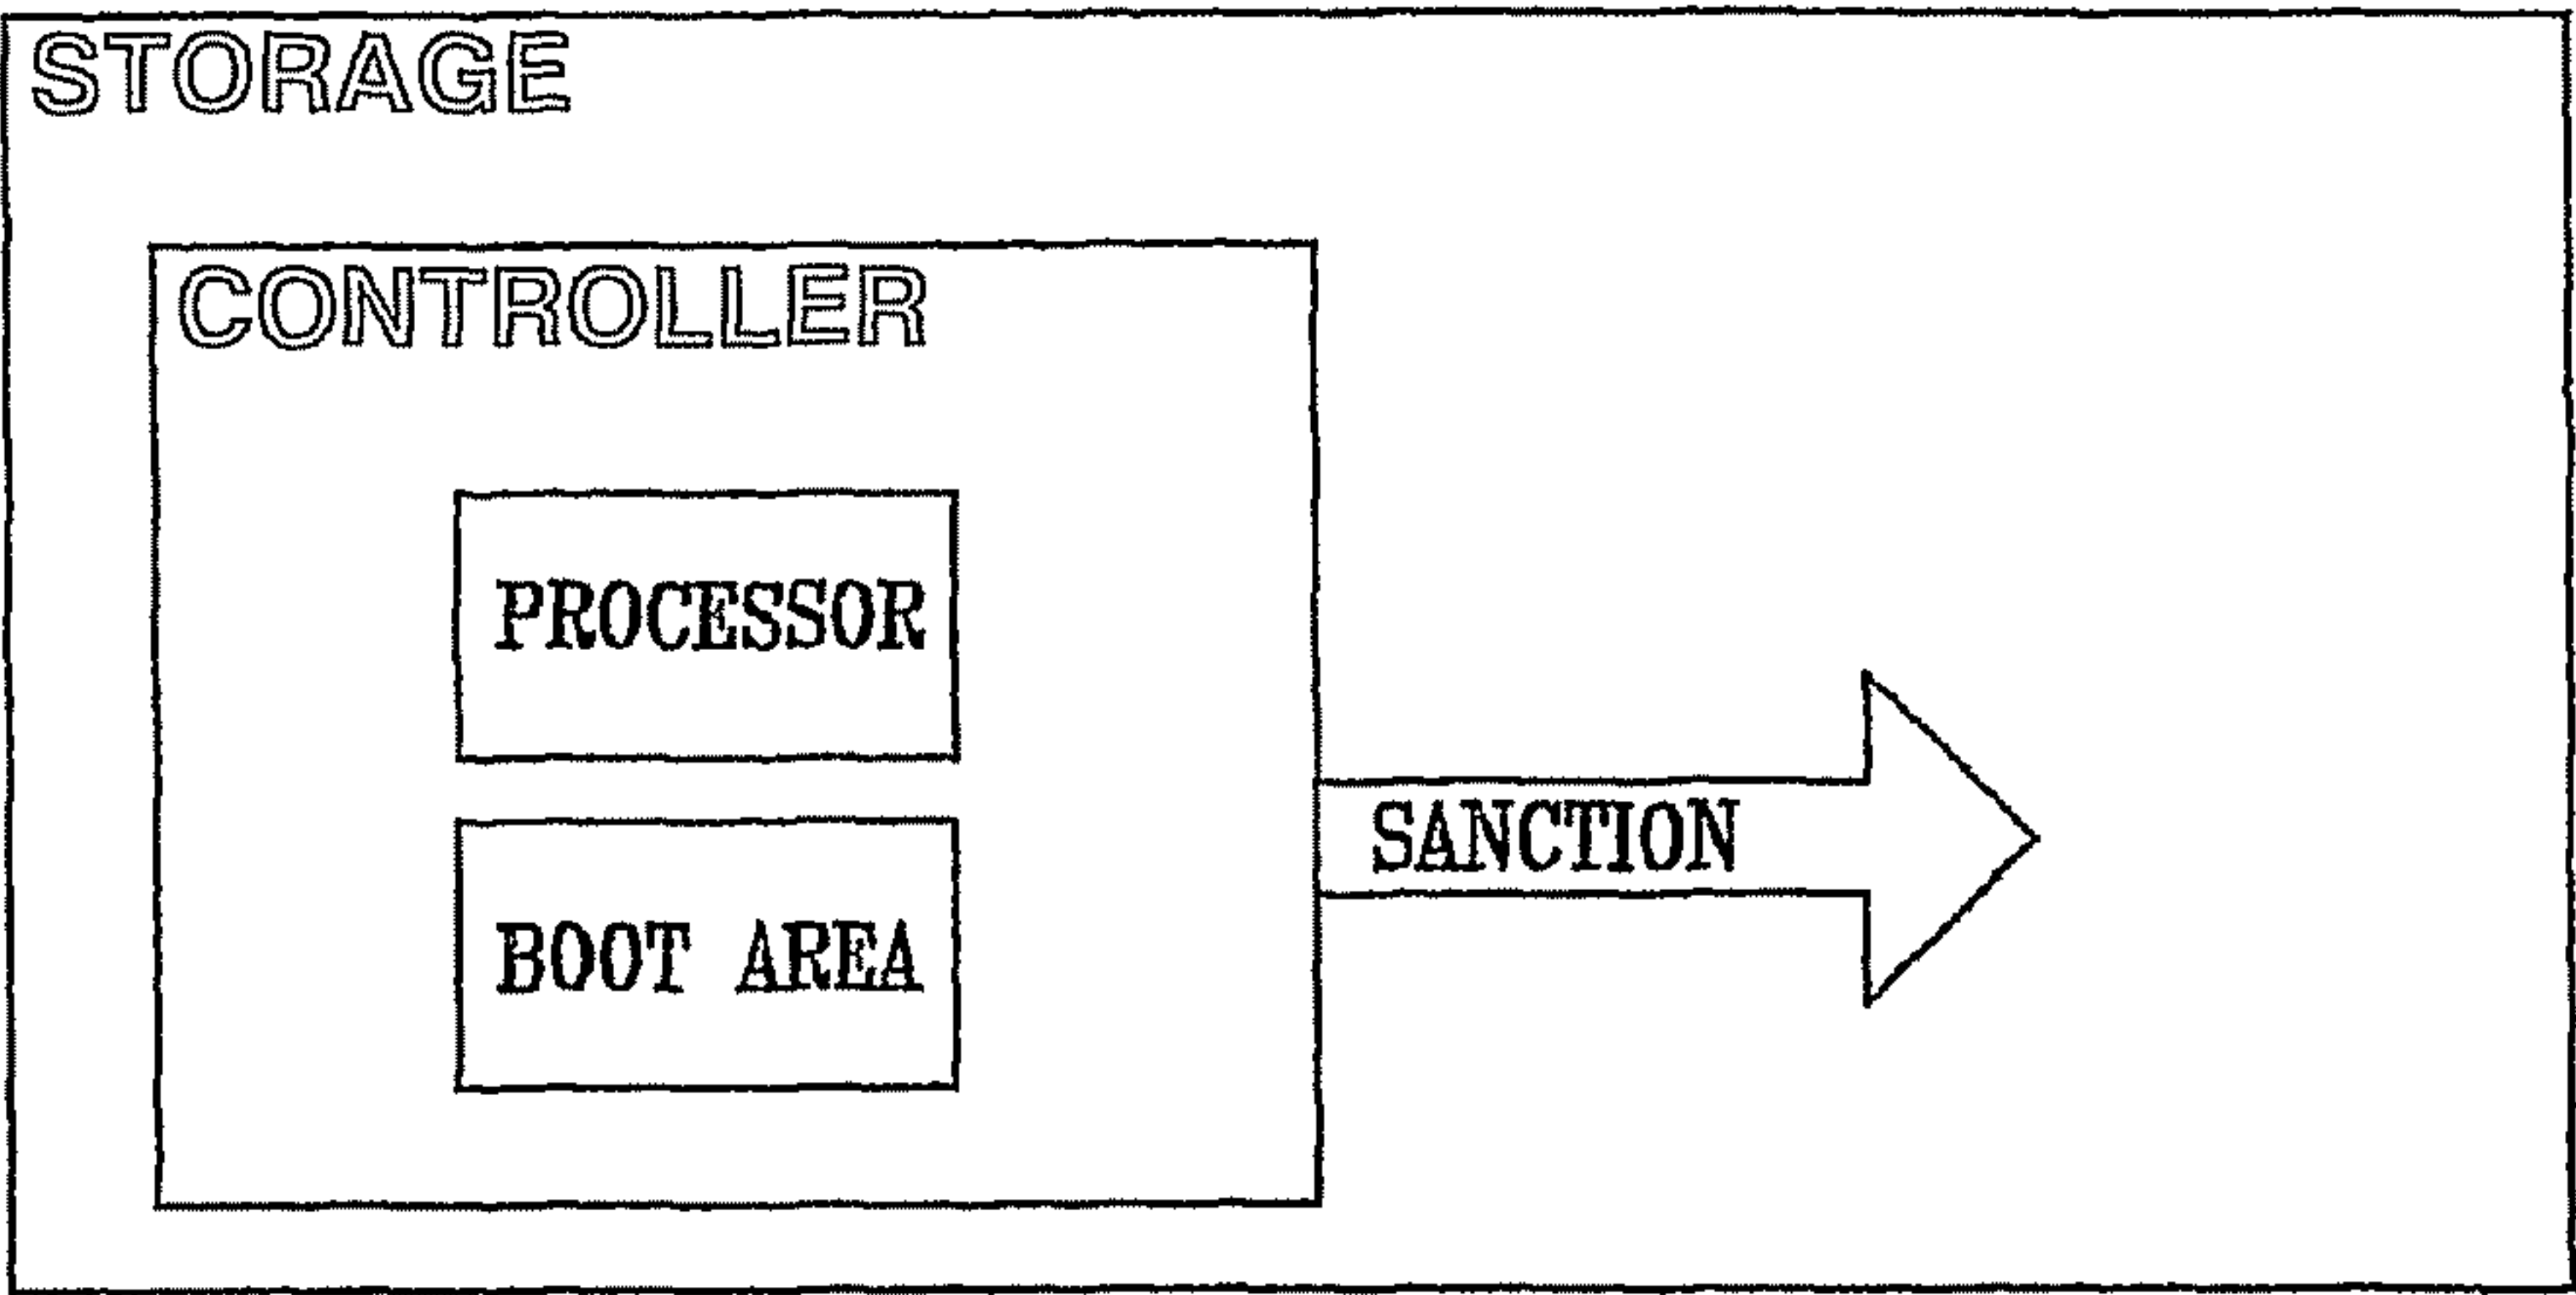 STORAGE
CONTROLLER
PROCESSOR
BOOT AREA
SANCTION